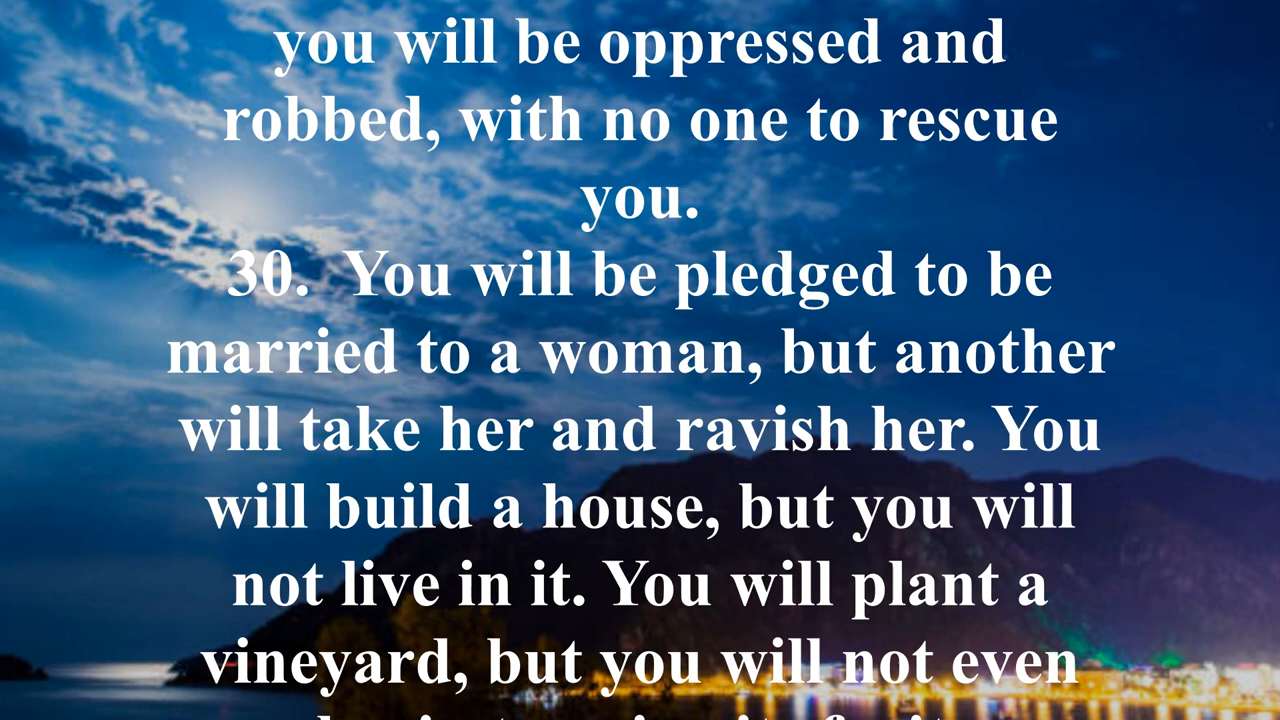 you will be oppressed and
robbed, with no one to rescue
you.
30. You will be pledged to be
married to a woman, but another
will take her and ravish her. You
will build a house, but you will
not live in it. You will plant a
vineyard, but you will not even